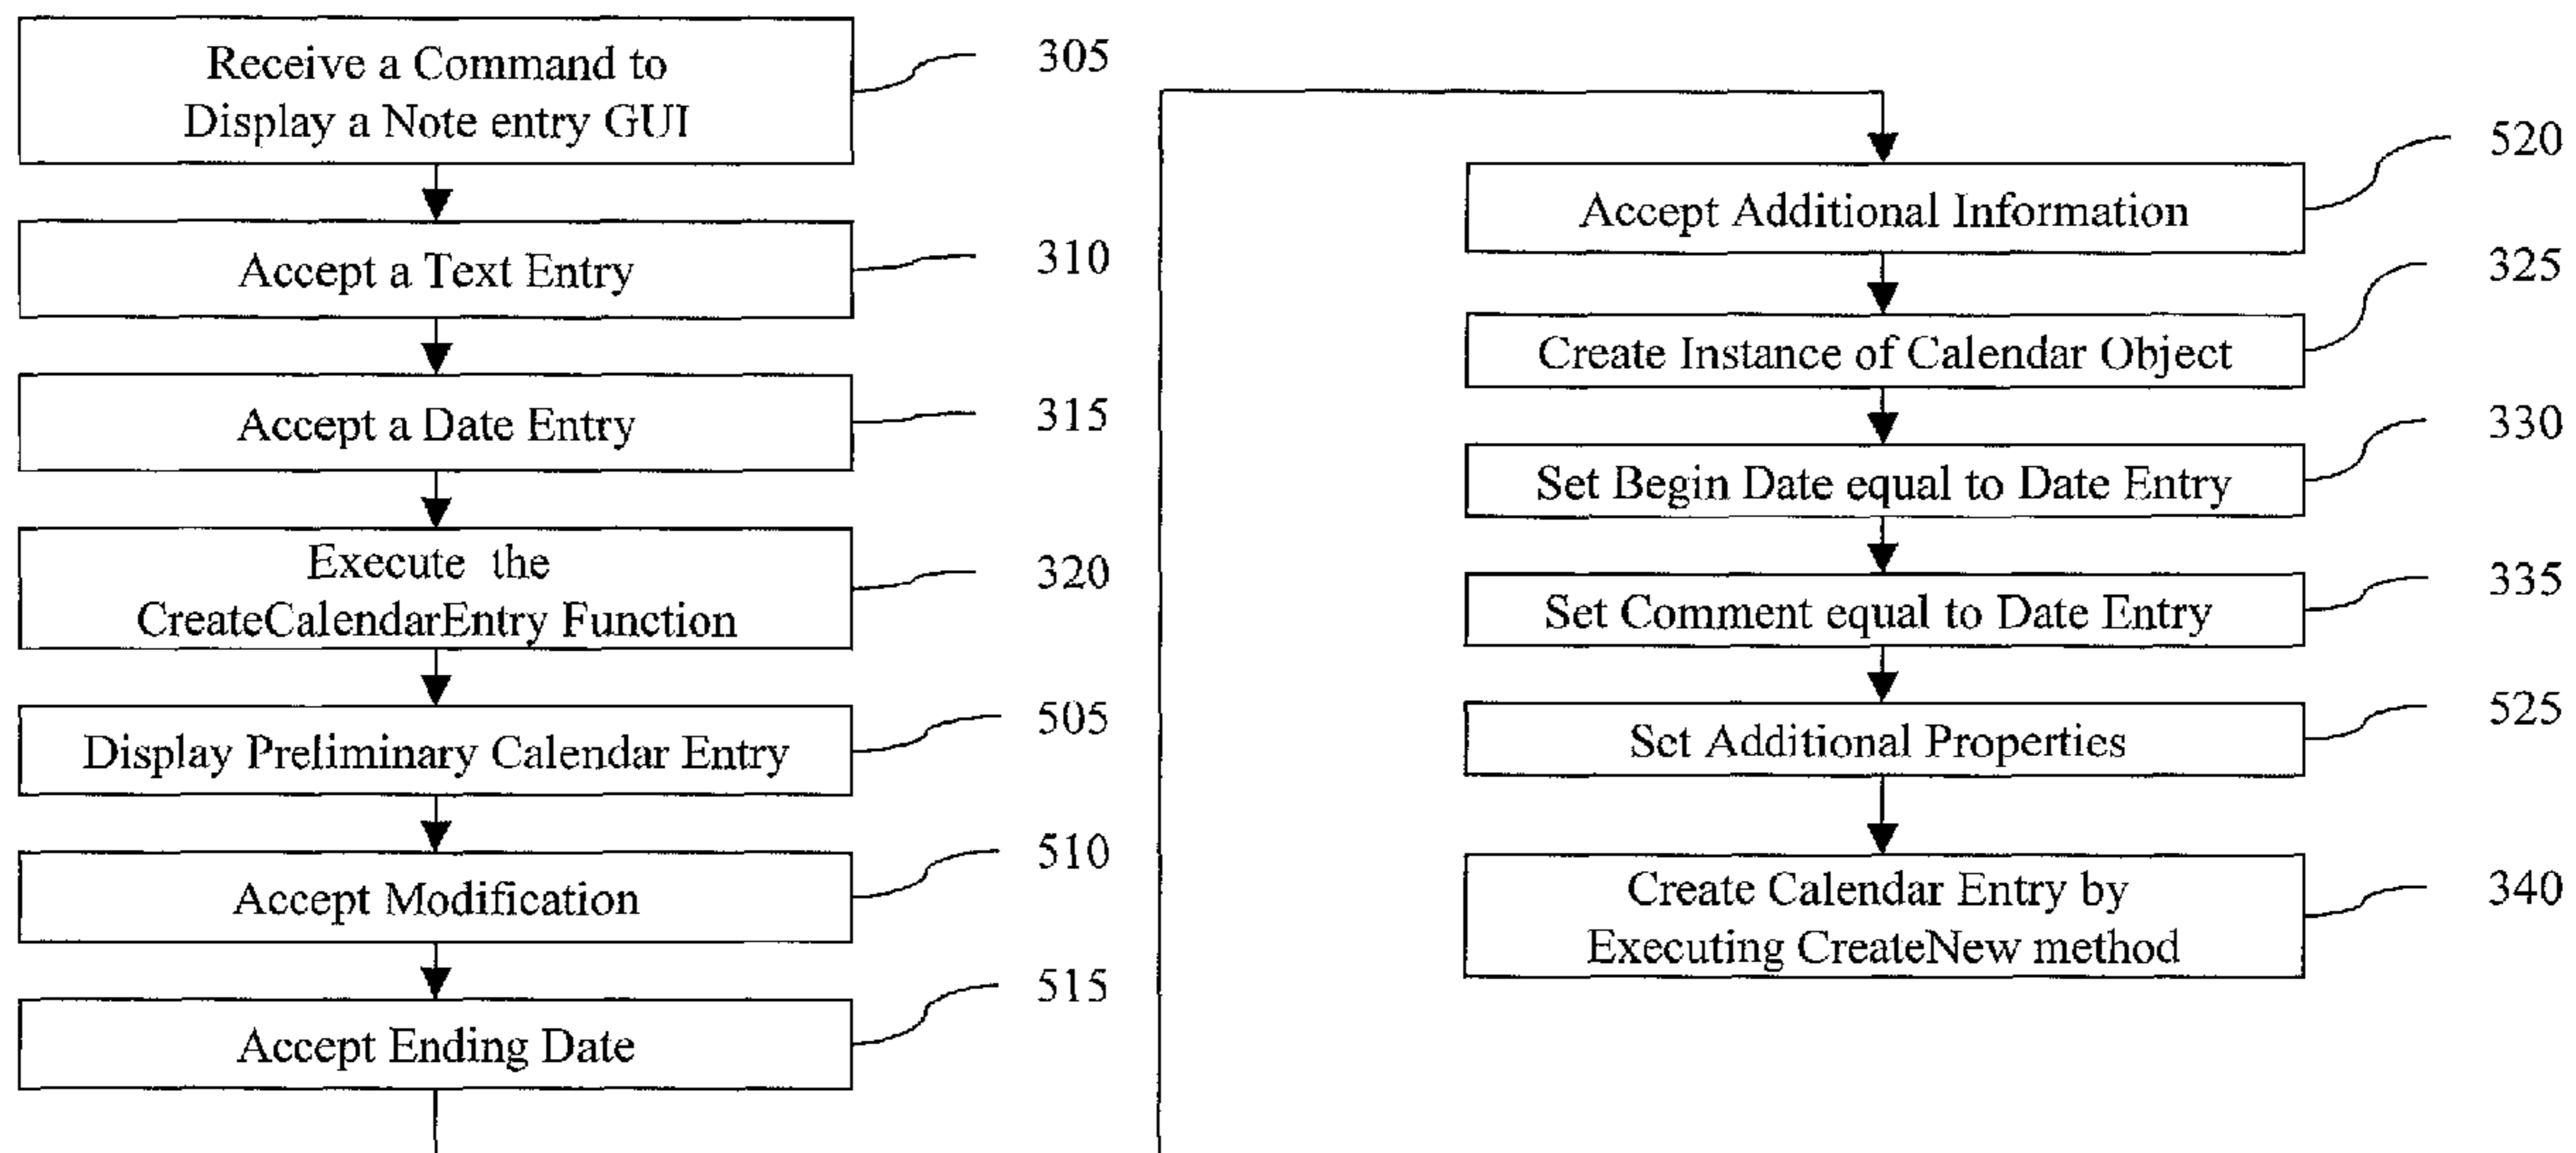 Receive a Command to
Display a Note entry GUI
305
Accept a Text Entry
310
Accept a Date Entry
315
Execute the
CreateCalendarEntry Function
320
Display Preliminary Calendar Entry
505
Accept Modification
510
Accept Ending Date
515
Accept Additional Information
520
Create Instance of Calendar Object
325
Set Begin Date equal to Date Entry
330
Set Comment equal to Date Entry
335
Set Additional Properties
525
Create Calendar Entry by
Executing CreateNew method
340